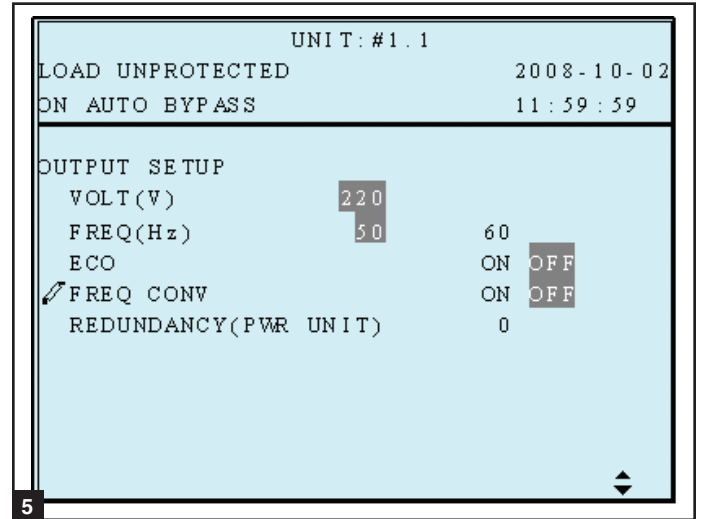 UNIT:#1.1
LOAD UNPROTECTED 2008-10-02
ON AUTO BYPASS 11:59:59
OUTPUT SETUP
VOLT(V) 220
FREQ(Hz) 50 60
ECO ON OFF
FREQ CONV ON OFF
REDUNDANCY(PWR UNIT) 0
5